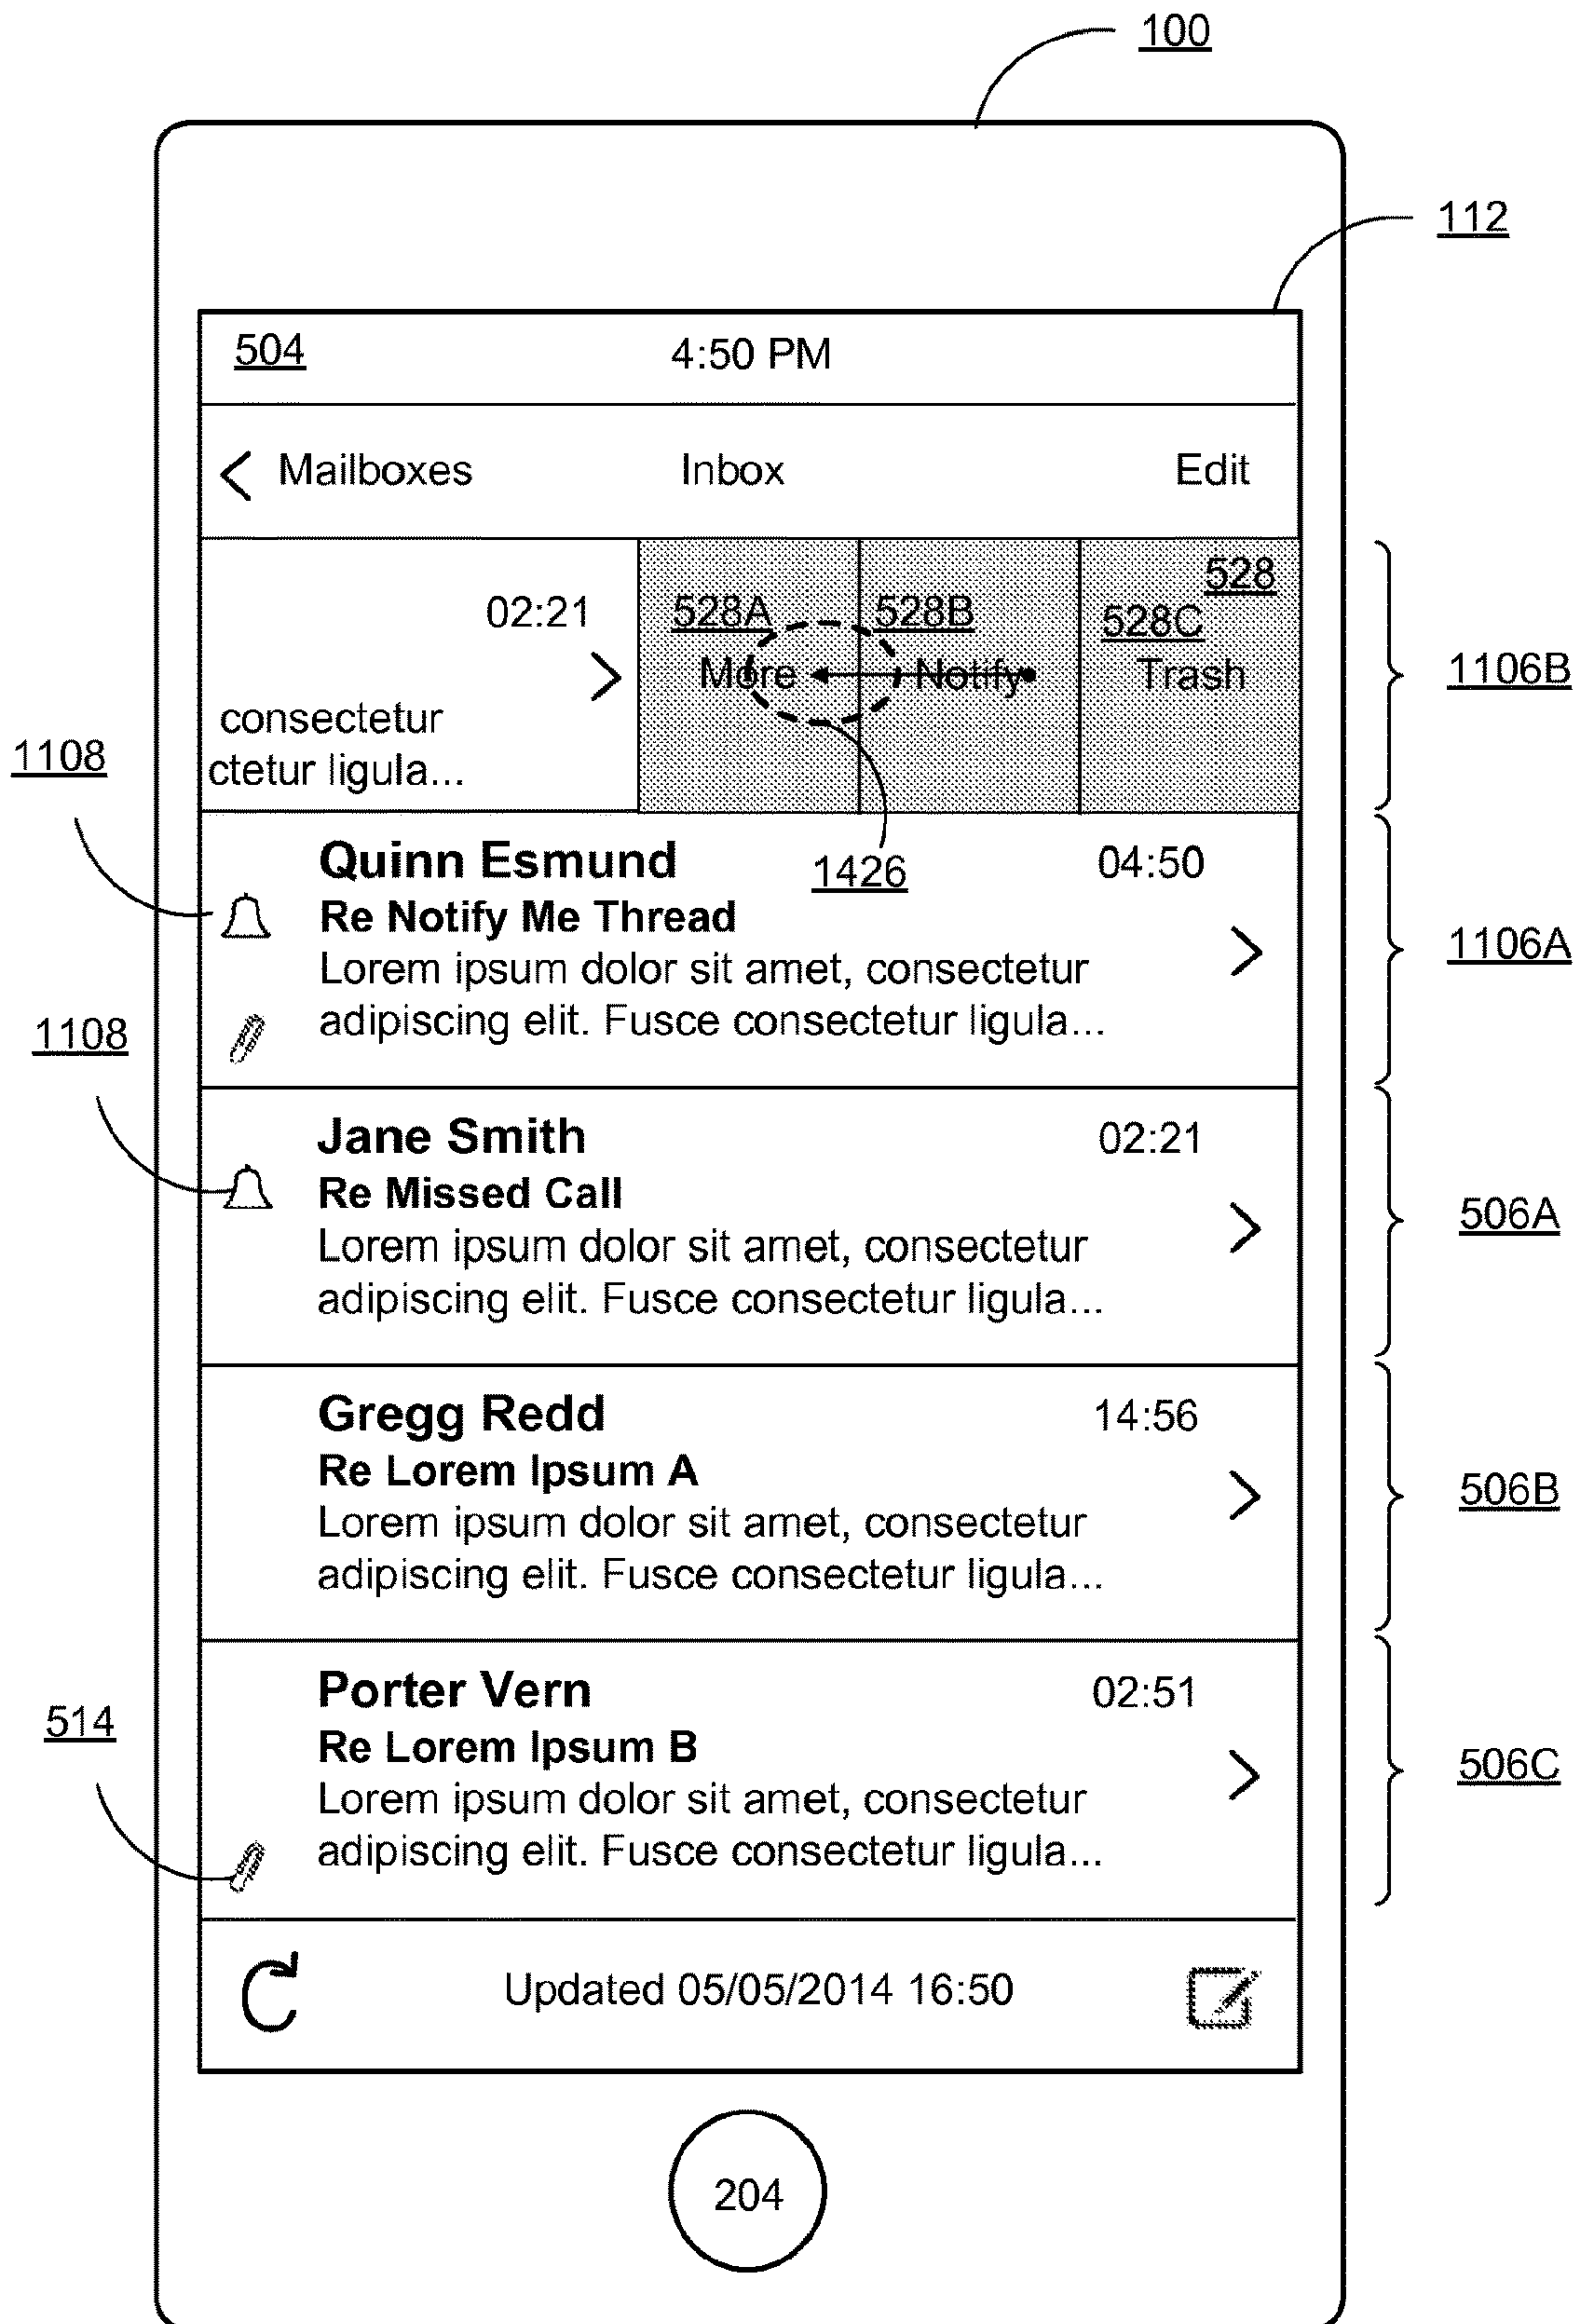 100
112
504
4:50 PM
< Mailboxes Inbox Edit
528
02:21 528A 528B 528C
More Notify Trash
>
1106B
consectetur
ctetur ligula...
1108
1426
Quinn Esmund 04:50
Re Notify Me Thread
1106A
Lorem ipsum dolor sit amet, consectetur
adipiscing elit. Fusce consectetur ligula...
>
1108
Jane Smith 02:21
Re Missed Call
506A
Lorem ipsum dolor sit amet, consectetur
adipiscing elit. Fusce consectetur ligula...
>
Gregg Redd 14:56
Re Lorem Ipsum A
506B
Lorem ipsum dolor sit amet, consectetur
adipiscing elit. Fusce consectetur ligula...
>
Porter Vern 02:51
514
Re Lorem Ipsum B
506C
Lorem ipsum dolor sit amet, consectetur
adipiscing elit. Fusce consectetur ligula...
>
Updated 05/05/2014 16:50
204